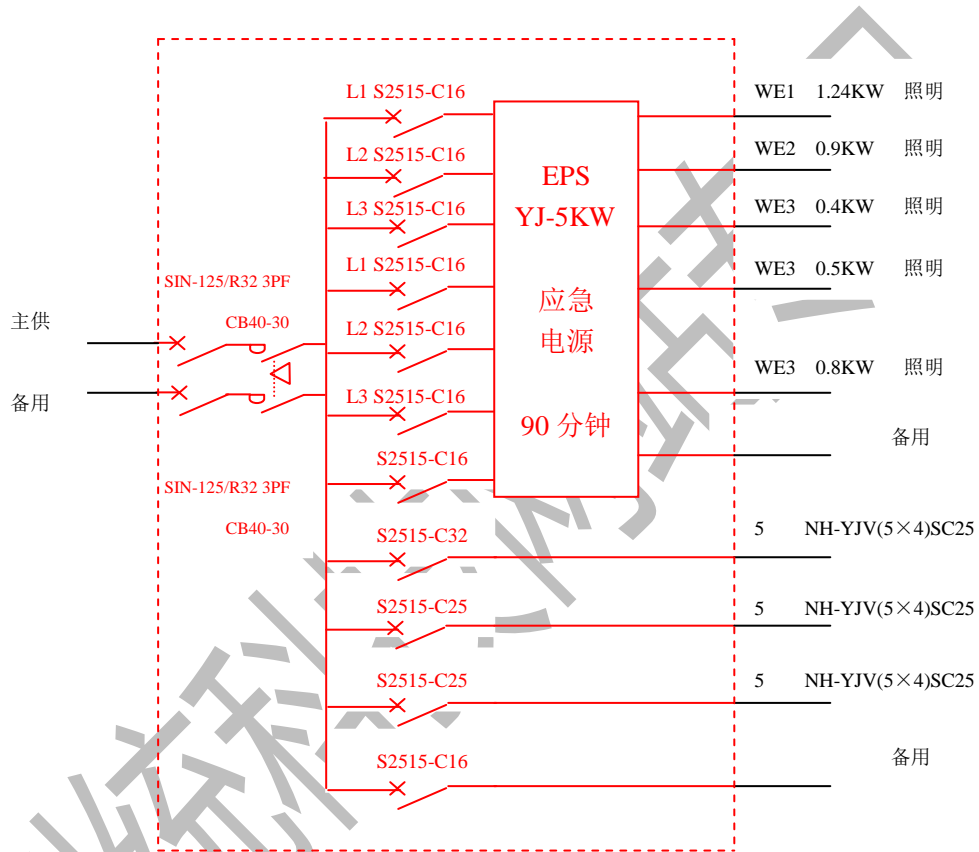 L1 S2515-C16
WE1 1.24KW 照明
L2 S2515-C16
WE2 0.9KW 照明
EPS
YJ-5KW
L3 S2515-C16
WE3 0.4KW 照明
L1 S2515-C16
WE3 0.5KW 照明
SIN-125/R32 3PF
应急
主供
CB40-30
L2 S2515-C16
电源
WE3 0.8KW 照明
备用
L3 S2515-C16
90 分钟
备用
S2515-C16
SIN-125/R32 3PF
CB40-30
S2515-C32
5 NH-YJV(5×4)SC25
S2515-C25
5 NH-YJV(5×4)SC25
S2515-C25
5 NH-YJV(5×4)SC25
S2515-C16
备用